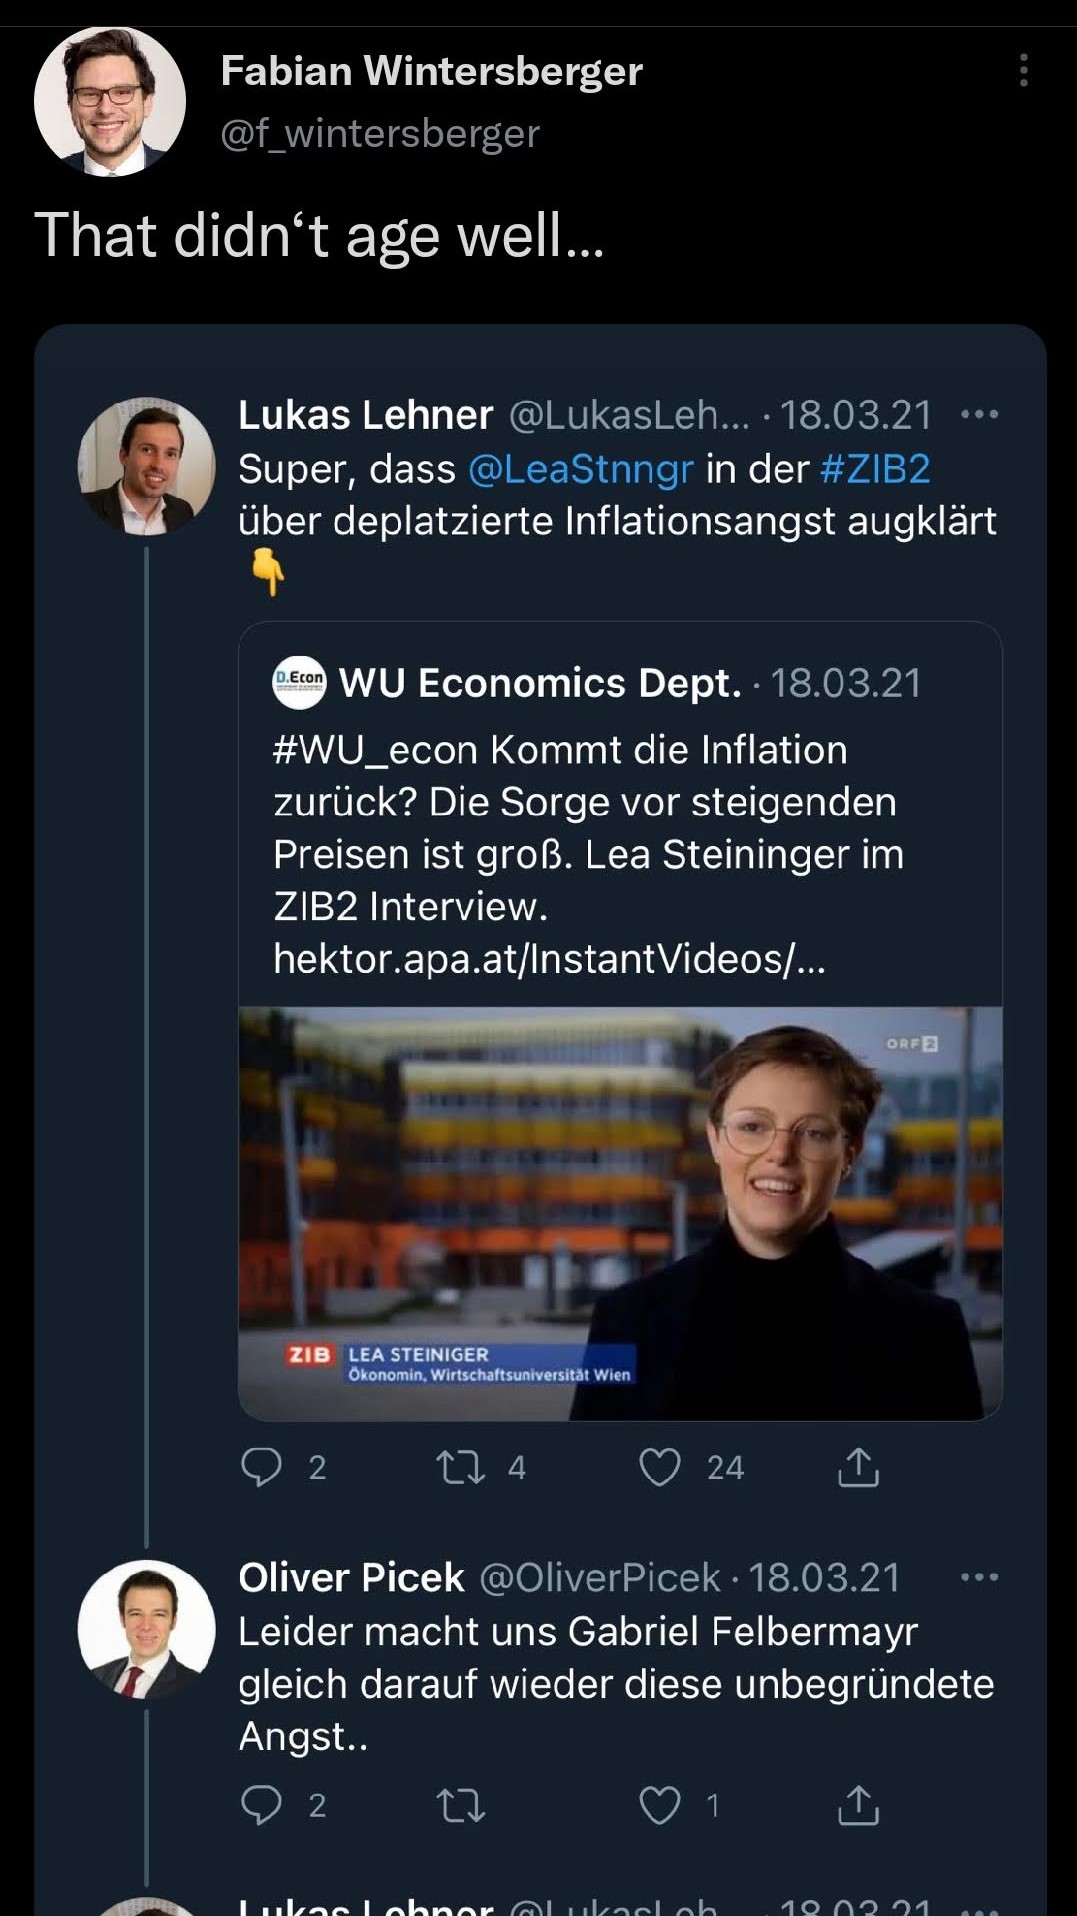 Fabian Wintersberger
@f_wintersberger
That didn‘t age well...
Lukas Lehner @LukasLeh... · 18.03.21
Super, dass @LeaStnngr in der #ZIB2
über deplatzierte Inflationsangst augklärt
👇
D.Econ WU Economics Dept. · 18.03.21
#WU_econ Kommt die Inflation
zurück? Die Sorge vor steigenden
Preisen ist groß. Lea Steininger im
ZIB2 Interview.
hektor.apa.at/InstantVideos/...
ORF 2
ZIB LEA STEINIGER
Ökonomin, Wirtschaftsuniversität Wien
2 4 24
Oliver Picek @OliverPicek · 18.03.21
Leider macht uns Gabriel Felbermayr
gleich darauf wieder diese unbegründete
Angst..
2 1
Lukas Lehner @LukasLeh... · 18.03.21